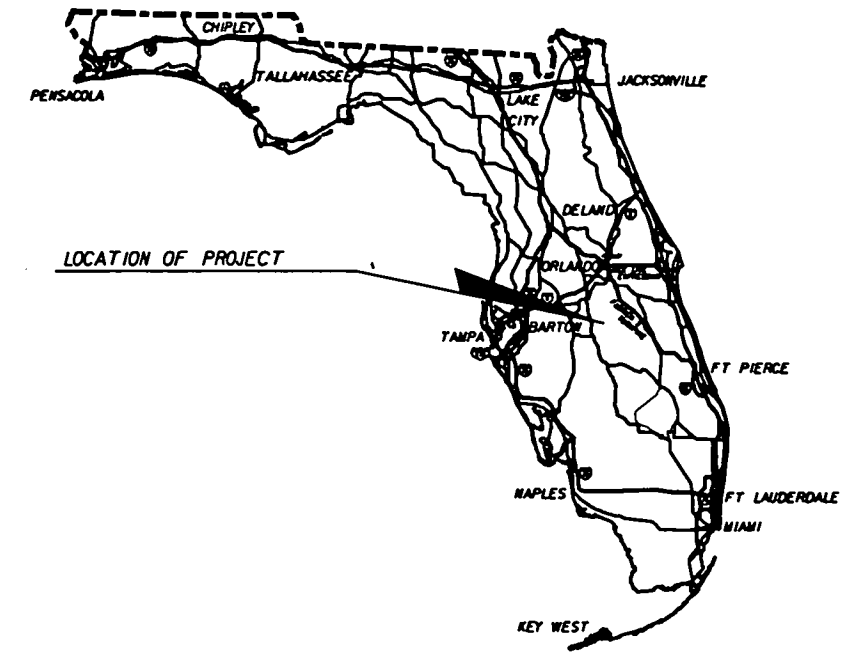 CHIPLEY
TALLAHASSEE
PENSACOLA
JACKSONVILLE
LAKE
CITY
DELAND
LOCATION OF PROJECT
ORLANDO
TAMPA
BARTOW
FT PIERCE
NAPLES
FT LAUDERDALE
MIAMI
KEY WEST